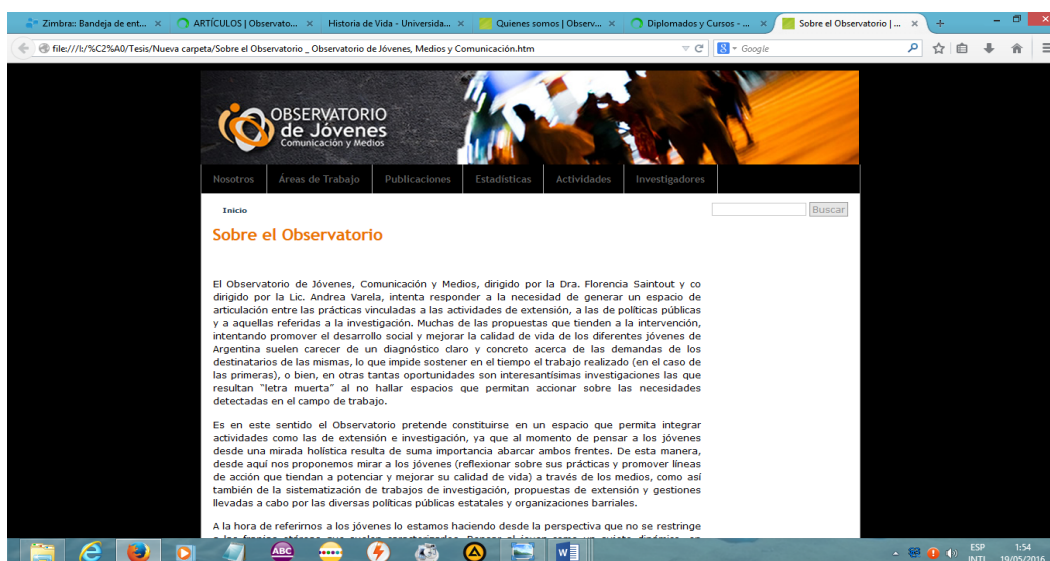 Zimbra:: Bandeja de ent...
ARTÍCULOS | Observato...
Historia de Vida - Universida...
Quienes somos | Observ...
Diplomados y Cursos - ...
Sobre el Observatorio | ...
file:///I:/%C2%A0/Tesis/Nueva carpeta/Sobre el Observatorio _ Observatorio de Jóvenes, Medios y Comunicación.htm
Google
OBSERVATORIO
de Jóvenes
Comunicación y Medios
Nosotros Áreas de Trabajo Publicaciones Estadísticas Actividades Investigadores
Inicio
Buscar
Sobre el Observatorio
El Observatorio de Jóvenes, Comunicación y Medios, dirigido por la Dra. Florencia Saintout y co
dirigido por la Lic. Andrea Varela, intenta responder a la necesidad de generar un espacio de
articulación entre las prácticas vinculadas a las actividades de extensión, a las de políticas públicas
y a aquellas referidas a la investigación. Muchas de las propuestas que tienden a la intervención,
intentando promover el desarrollo social y mejorar la calidad de vida de los diferentes jóvenes de
Argentina suelen carecer de un diagnóstico claro y concreto acerca de las demandas de los
destinatarios de las mismas, lo que impide sostener en el tiempo el trabajo realizado (en el caso de
las primeras), o bien, en otras tantas oportunidades son interesantísimas investigaciones las que
resultan "letra muerta" al no hallar espacios que permitan accionar sobre las necesidades
detectadas en el campo de trabajo.
Es en este sentido el Observatorio pretende constituirse en un espacio que permita integrar
actividades como las de extensión e investigación, ya que al momento de pensar a los jóvenes
desde una mirada holística resulta de suma importancia abarcar ambos frentes. De esta manera,
desde aquí nos proponemos mirar a los jóvenes (reflexionar sobre sus prácticas y promover líneas
de acción que tiendan a potenciar y mejorar su calidad de vida) a través de los medios, como así
también de la sistematización de trabajos de investigación, propuestas de extensión y gestiones
llevadas a cabo por las diversas políticas públicas estatales y organizaciones barriales.
A la hora de referirnos a los jóvenes lo estamos haciendo desde la perspectiva que no se restringe
ABC
ESP
INTL
1:54
19/05/2016